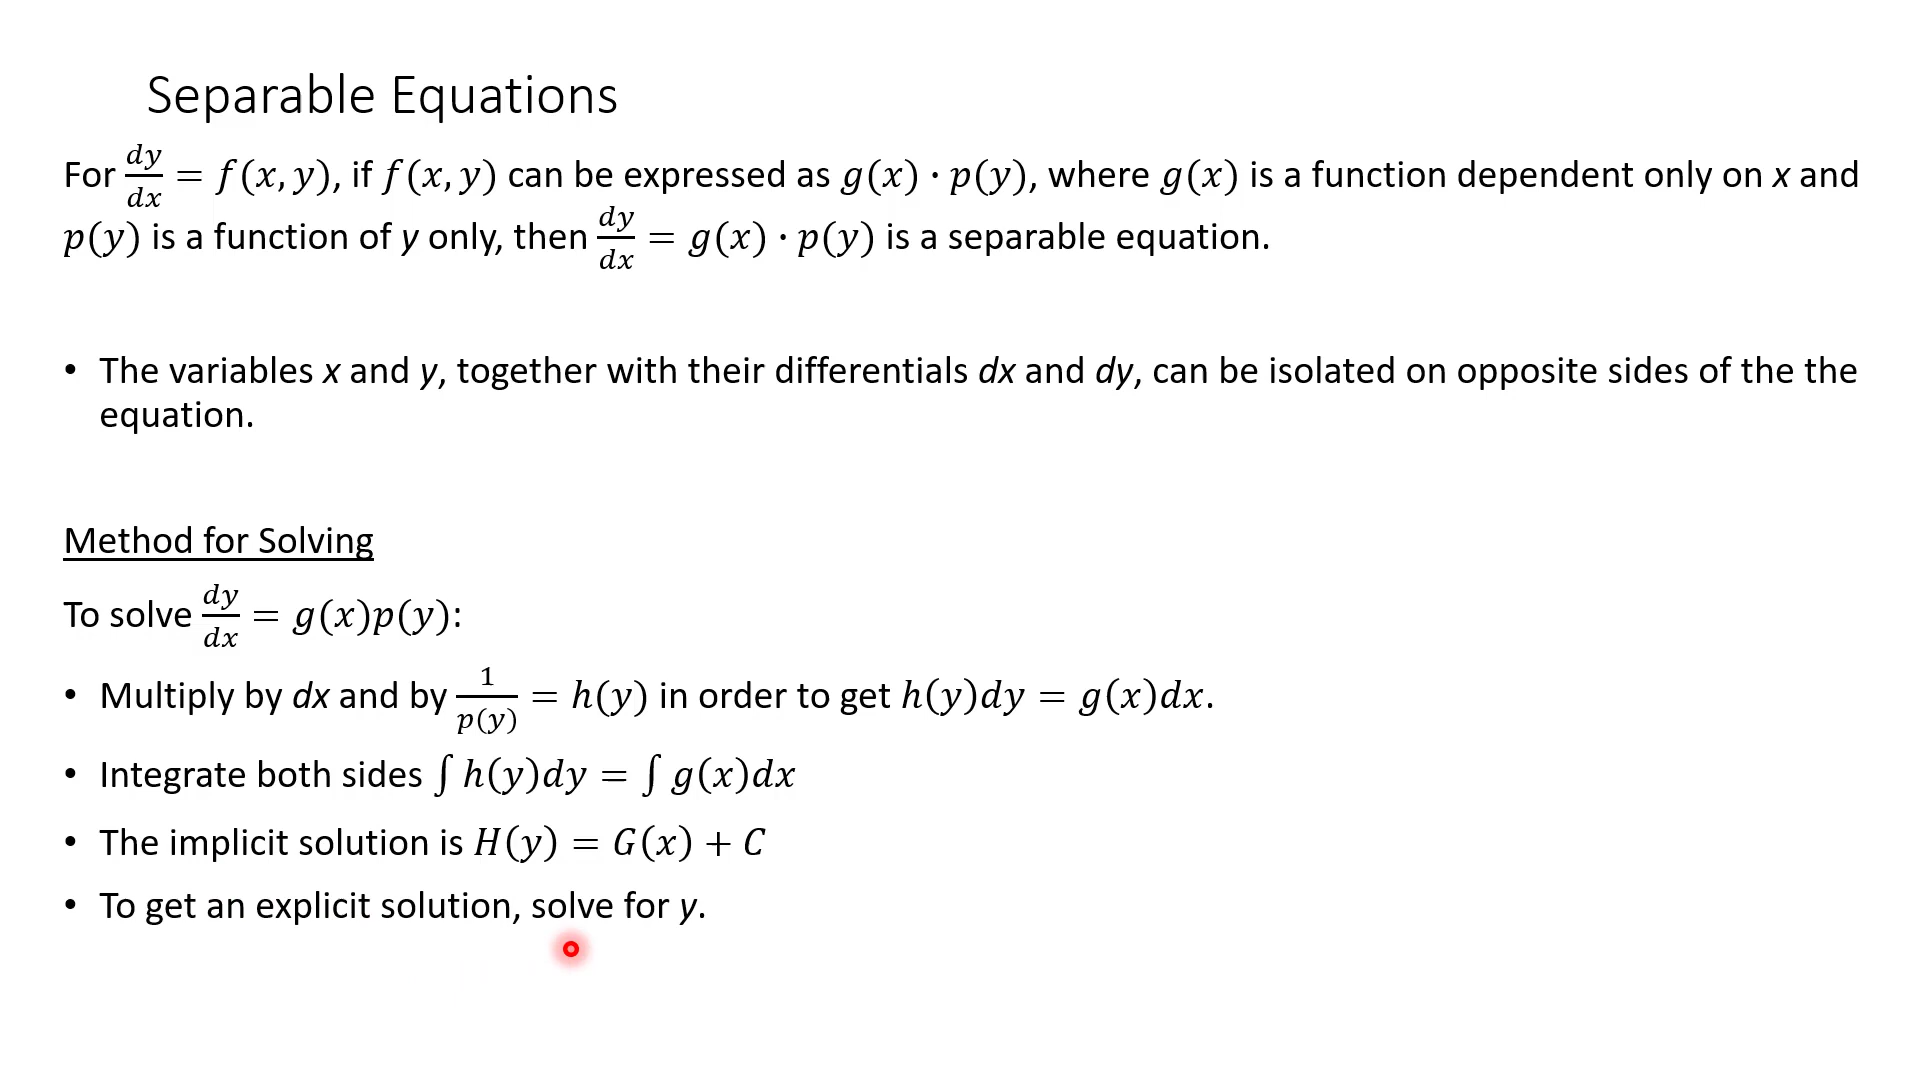 Separable Equations
For dy/dx = f(x, y), if f(x, y) can be expressed as g(x) · p(y), where g(x) is a function dependent only on x and
p(y) is a function of y only, then dy/dx = g(x) · p(y) is a separable equation.
• The variables x and y, together with their differentials dx and dy, can be isolated on opposite sides of the the
equation.
Method for Solving
To solve dy/dx = g(x)p(y):
• Multiply by dx and by 1/p(y) = h(y) in order to get h(y)dy = g(x)dx.
• Integrate both sides ∫ h(y)dy = ∫ g(x)dx
• The implicit solution is H(y) = G(x) + C
• To get an explicit solution, solve for y.